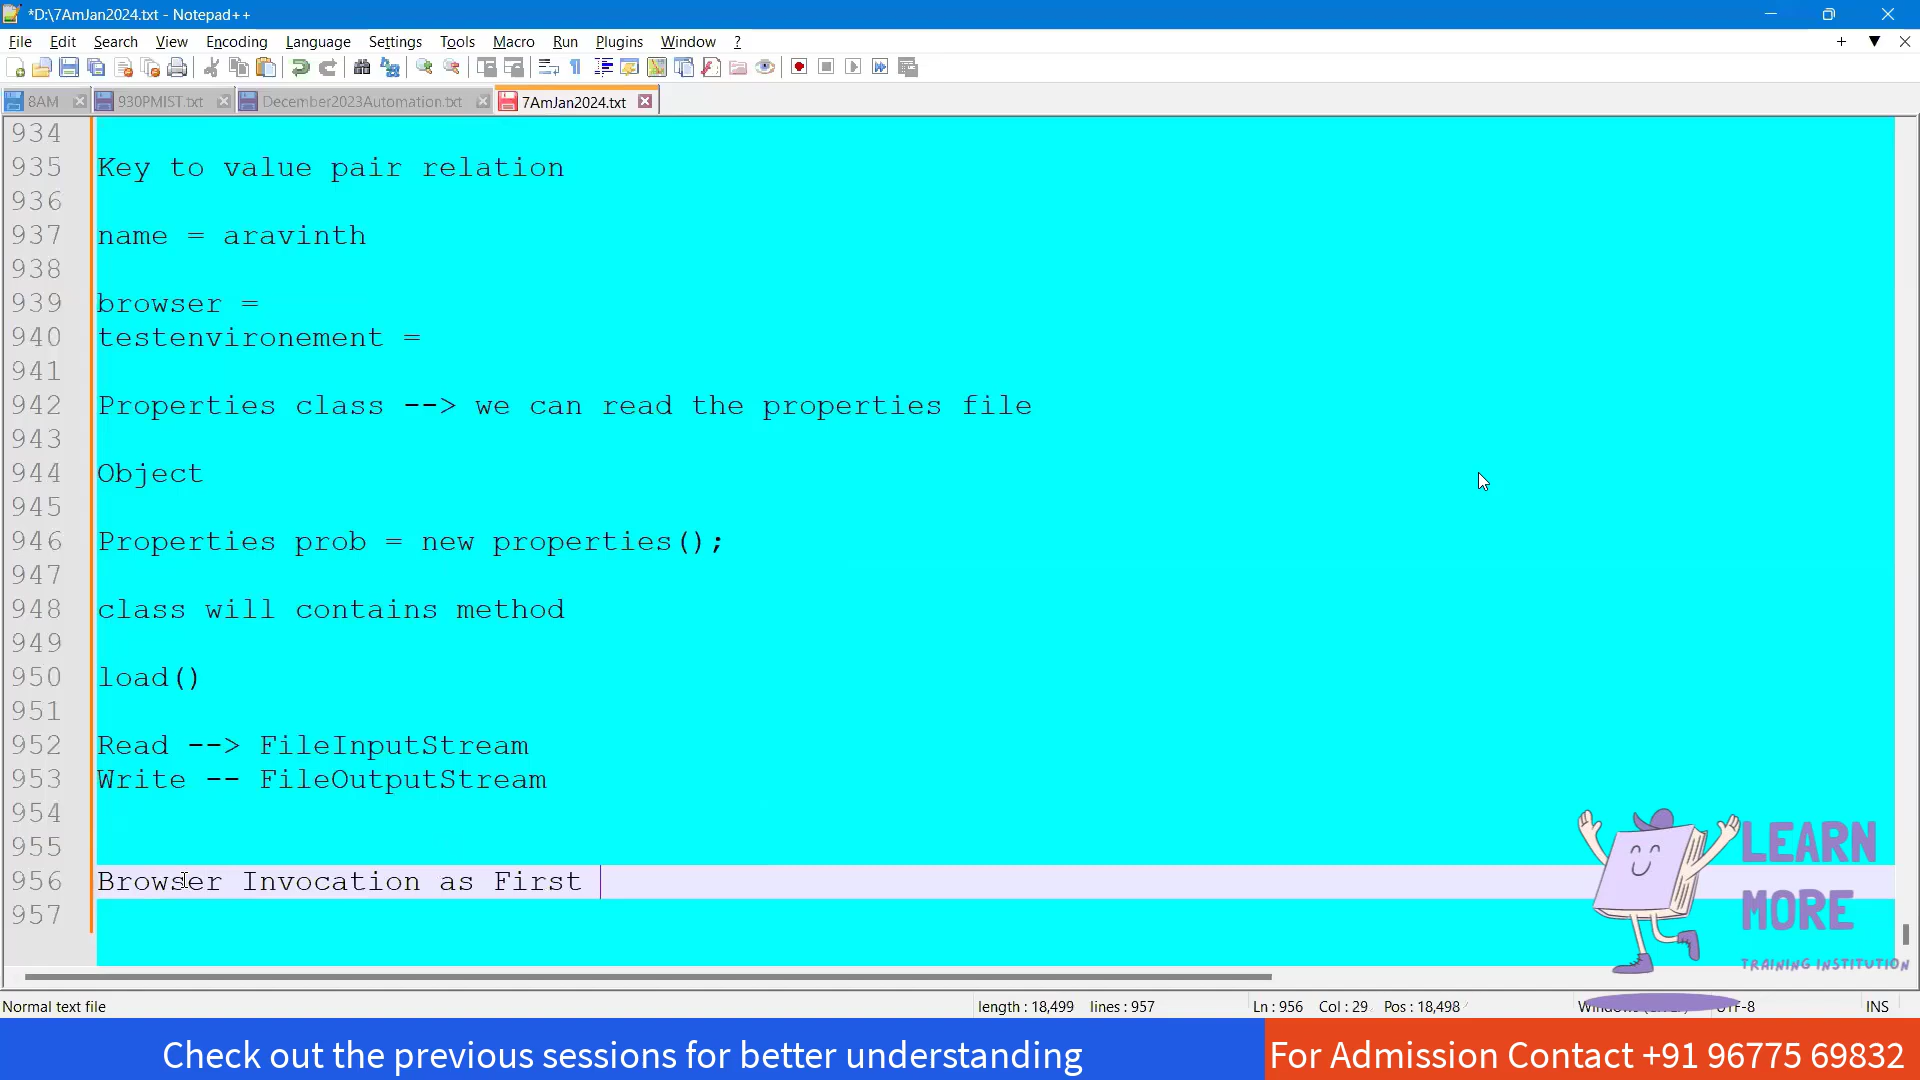 *D:\7AmJan2024.txt - Notepad++
File Edit Search View Encoding Language Settings Tools Macro Run Plugins Window ?
8AM 930PMIST.txt December2023Automation.txt 7AmJan2024.txt
934
935 Key to value pair relation
936
937 name = aravinth
938
939 browser =
940 testenvironement =
941
942 Properties class --> we can read the properties file
943
944 Object
945
946 Properties prob = new properties();
947
948 class will contains method
949
950 load()
951
952 Read --> FileInputStream
953 Write -- FileOutputStream
954
955
956 Browser Invocation as First
957
LEARN
MORE
TRAINING INSTITUTION
Normal text file length : 18,499 lines : 957 Ln : 956 Col : 29 Pos : 18,498 UTF-8 INS
Check out the previous sessions for better understanding
For Admission Contact +91 96775 69832